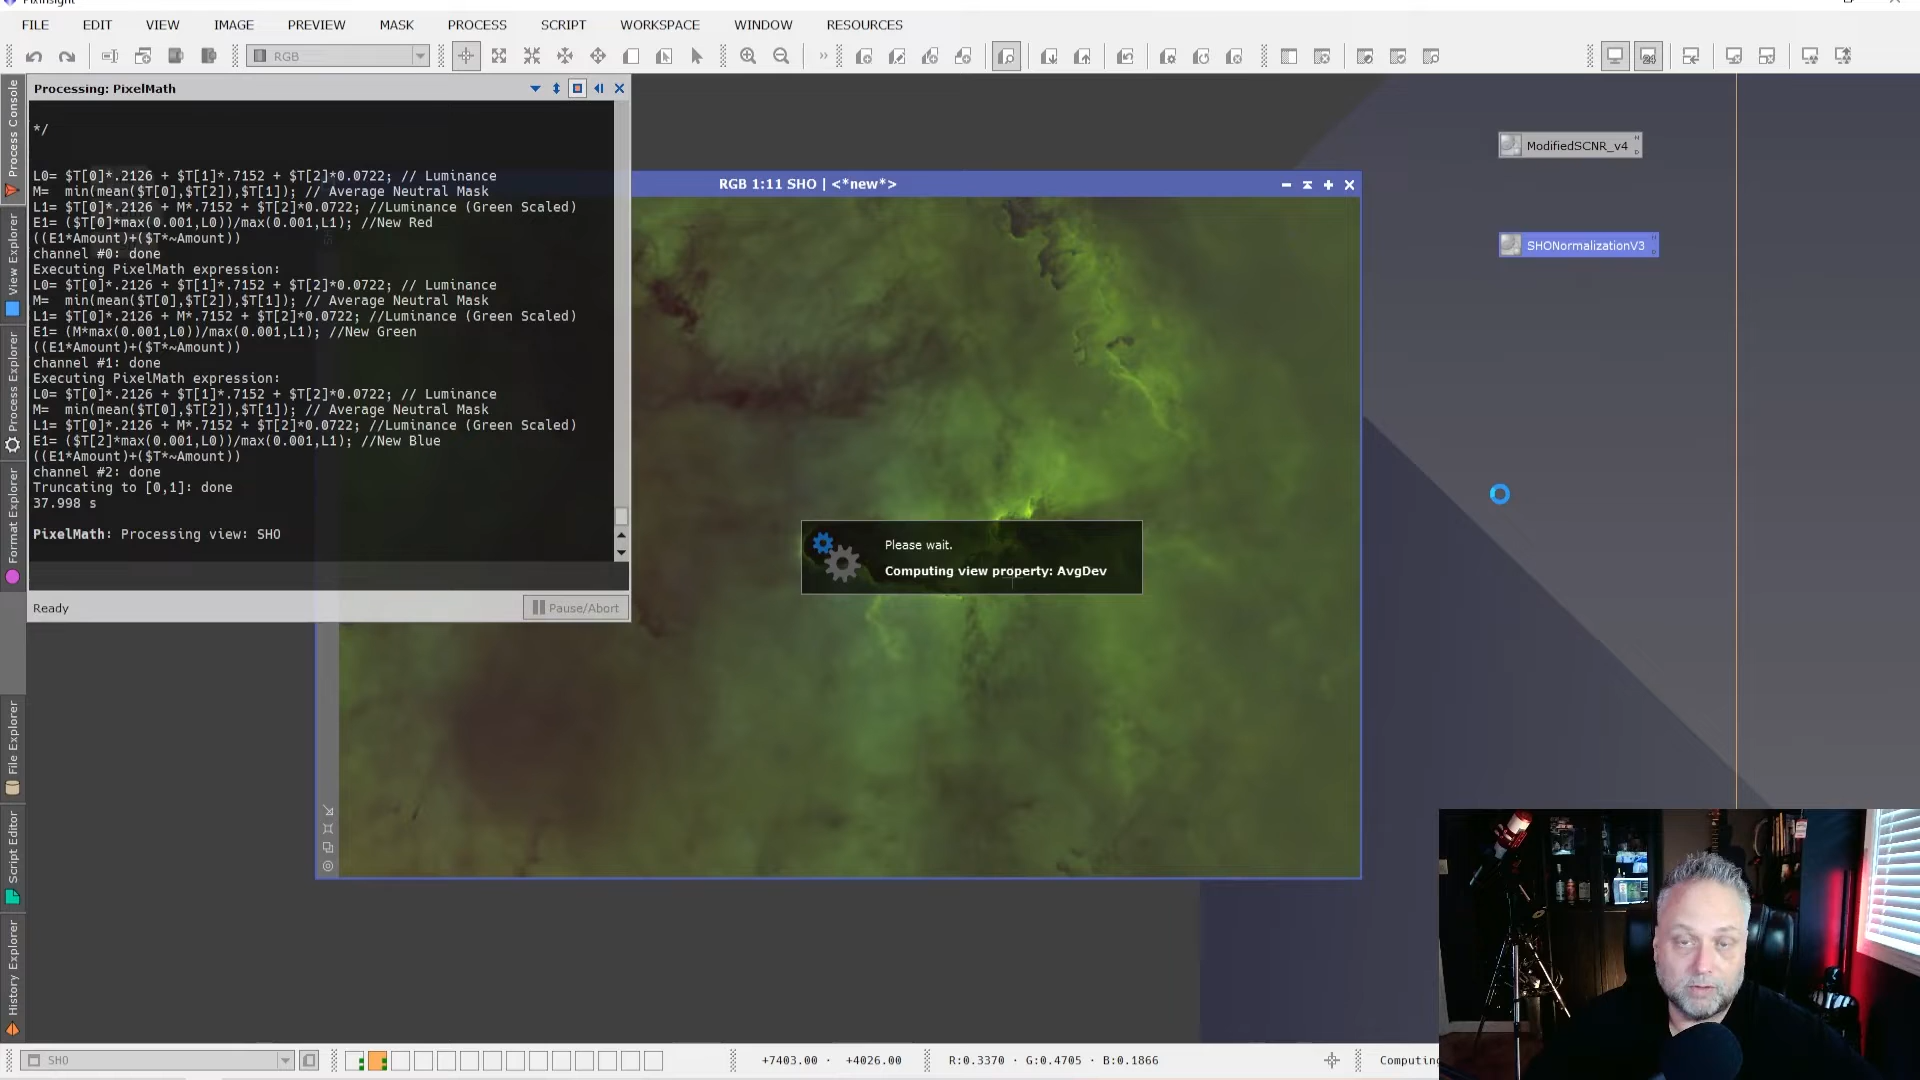 PixInsight
FILE
EDIT
VIEW
IMAGE
PREVIEW
MASK
PROCESS
SCRIPT
WORKSPACE
WINDOW
RESOURCES
RGB
Process Console
View Explorer
Process Explorer
Format Explorer
File Explorer
Script Editor
History Explorer
Processing: PixelMath
*/
L0= $T[0]*.2126 + $T[1]*.7152 + $T[2]*0.0722; // Luminance
M=  min(mean($T[0],$T[2]),$T[1]); // Average Neutral Mask
L1= $T[0]*.2126 + M*.7152 + $T[2]*0.0722; //Luminance (Green Scaled)
E1= ($T[0]*max(0.001,L0))/max(0.001,L1); //New Red
((E1*Amount)+($T*~Amount))
channel #0: done
Executing PixelMath expression:
L0= $T[0]*.2126 + $T[1]*.7152 + $T[2]*0.0722; // Luminance
M=  min(mean($T[0],$T[2]),$T[1]); // Average Neutral Mask
L1= $T[0]*.2126 + M*.7152 + $T[2]*0.0722; //Luminance (Green Scaled)
E1= (M*max(0.001,L0))/max(0.001,L1); //New Green
((E1*Amount)+($T*~Amount))
channel #1: done
Executing PixelMath expression:
L0= $T[0]*.2126 + $T[1]*.7152 + $T[2]*0.0722; // Luminance
M=  min(mean($T[0],$T[2]),$T[1]); // Average Neutral Mask
L1= $T[0]*.2126 + M*.7152 + $T[2]*0.0722; //Luminance (Green Scaled)
E1= ($T[2]*max(0.001,L0))/max(0.001,L1); //New Blue
((E1*Amount)+($T*~Amount))
channel #2: done
Truncating to [0,1]: done
37.998 s
PixelMath: Processing view: SHO
Ready
Pause/Abort
RGB 1:11 SHO | <*new*>
Please wait.
Computing view property: AvgDev
ModifiedSCNR_v4
N
D
SHONormalizationV3
N
D
24
SHO
+7403.00 · +4026.00
R:0.3370 · G:0.4705 · B:0.1866
Computing